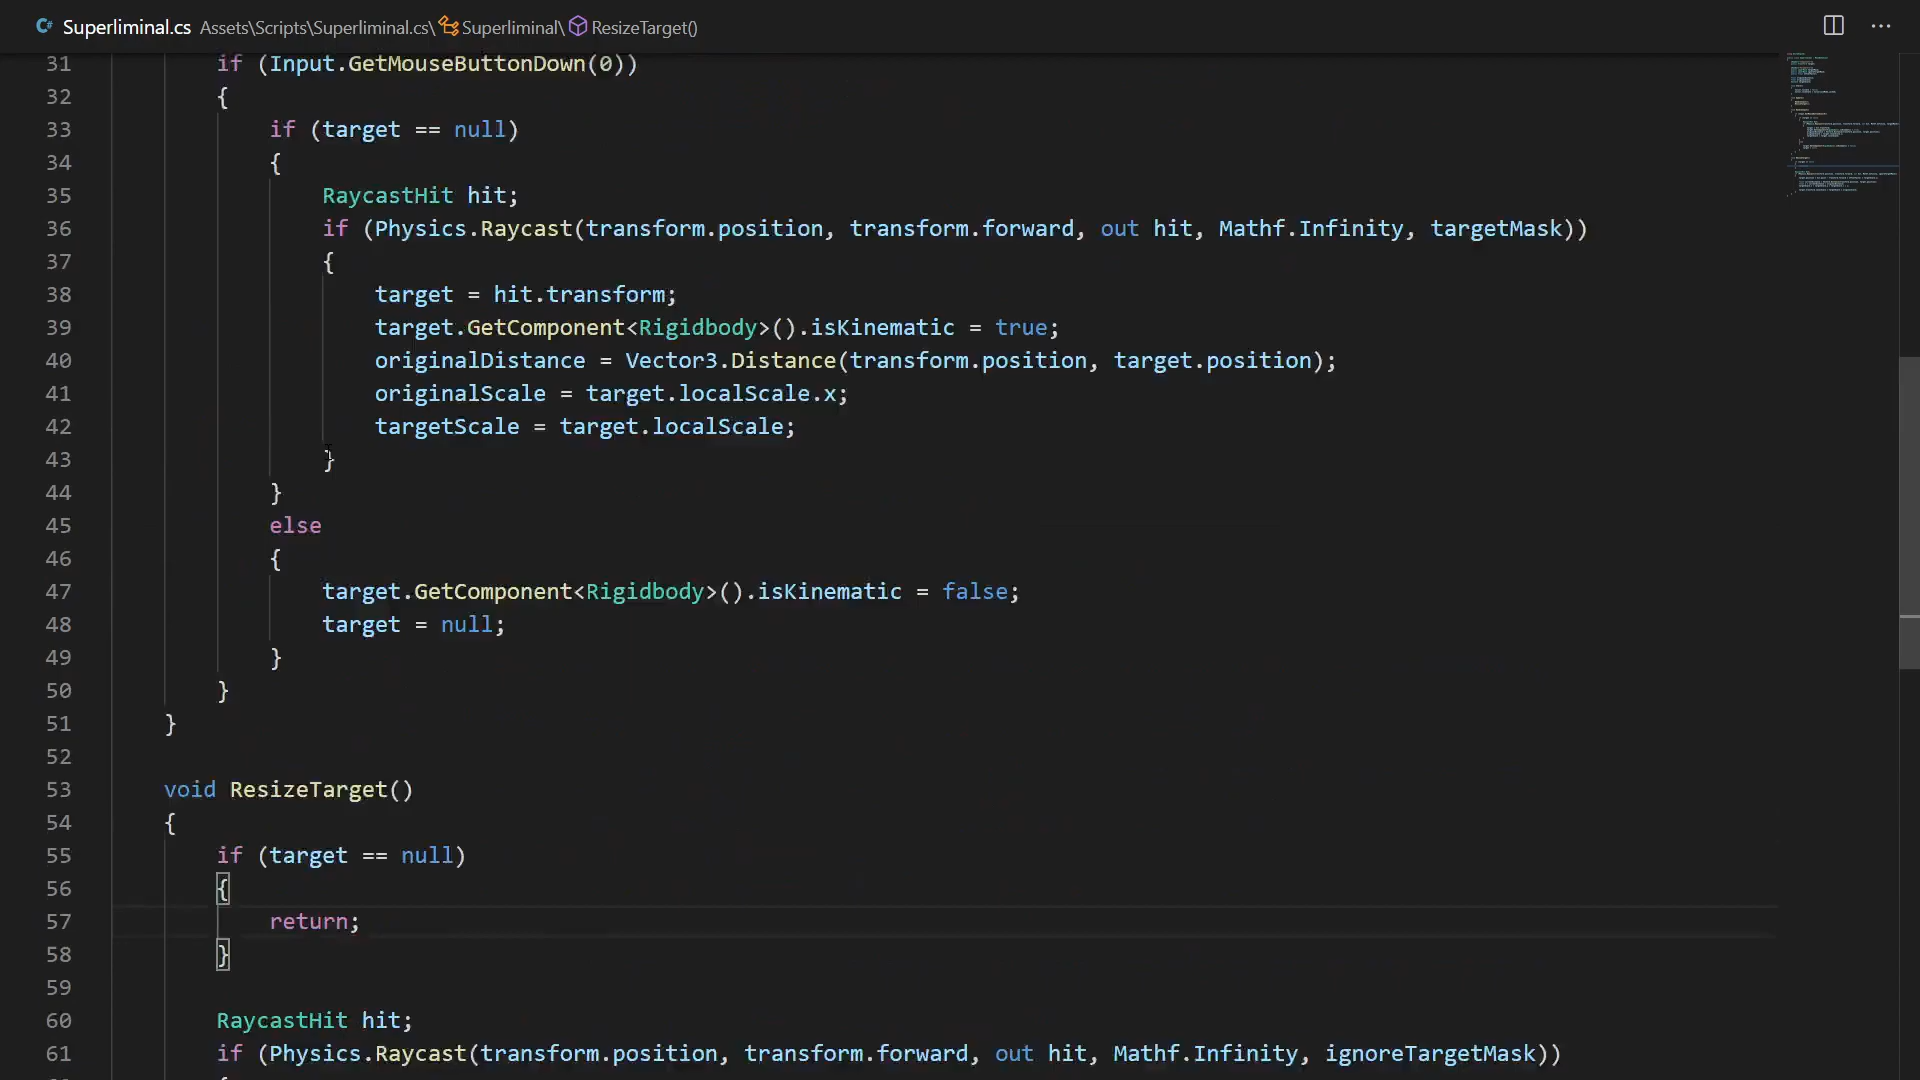 C# Superliminal.cs Assets\Scripts\Superliminal.cs\ Superliminal\ ResizeTarget() ...
31 if (Input.GetMouseButtonDown(0))
32 {
33 if (target == null)
34 {
35 RaycastHit hit;
36 if (Physics.Raycast(transform.position, transform.forward, out hit, Mathf.Infinity, targetMask))
37 {
38 target = hit.transform;
39 target.GetComponent<Rigidbody>().isKinematic = true;
40 originalDistance = Vector3.Distance(transform.position, target.position);
41 originalScale = target.localScale.x;
42 targetScale = target.localScale;
43 }
44 }
45 else
46 {
47 target.GetComponent<Rigidbody>().isKinematic = false;
48 target = null;
49 }
50 }
51 }
52
53 void ResizeTarget()
54 {
55 if (target == null)
56 {
57 return;
58 }
59
60 RaycastHit hit;
61 if (Physics.Raycast(transform.position, transform.forward, out hit, Mathf.Infinity, ignoreTargetMask))